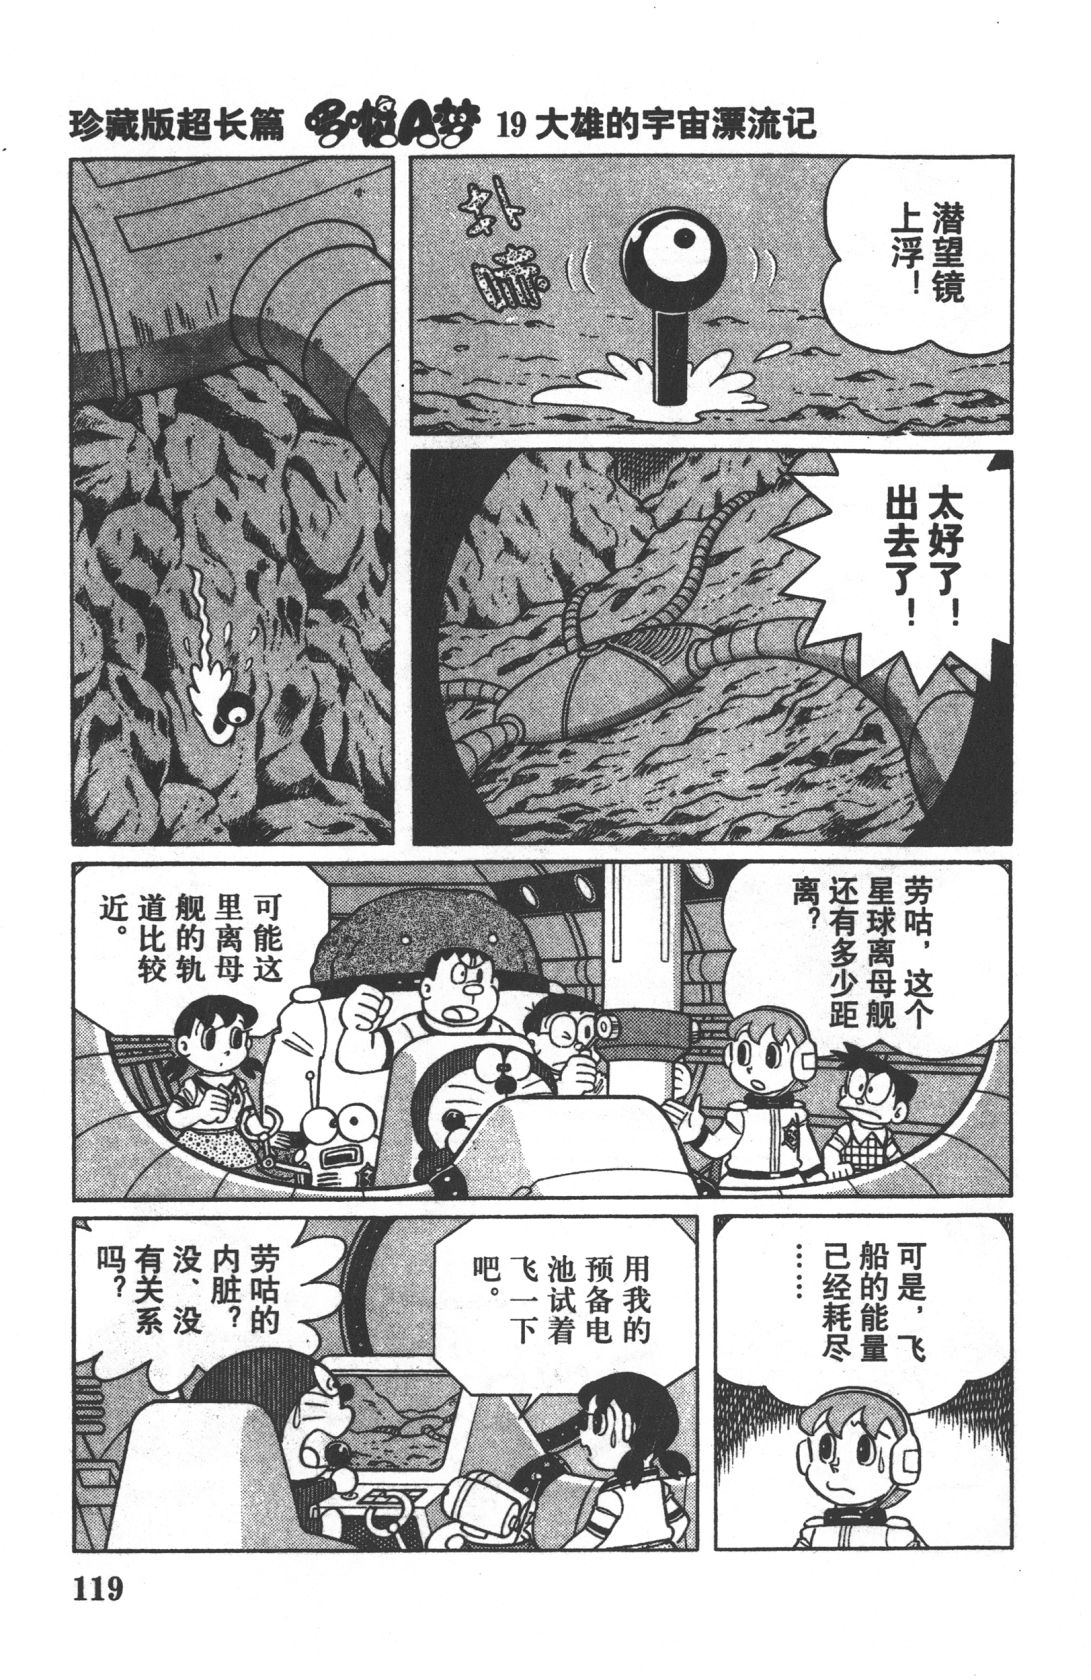 珍藏版超长篇 哆啦A梦 19 大雄的宇宙漂流记
潜望镜
上浮！
太好了！
出去了！
劳咕，这个
星球离母舰
还有多少距
离？
可能这
里离母
舰的轨
道比较
近。
可是，飞
船的能量
已经耗尽
……
用我的
预备电
池试着
飞一下
吧。
劳咕的
内脏？
没、没
有关系
吗？
119